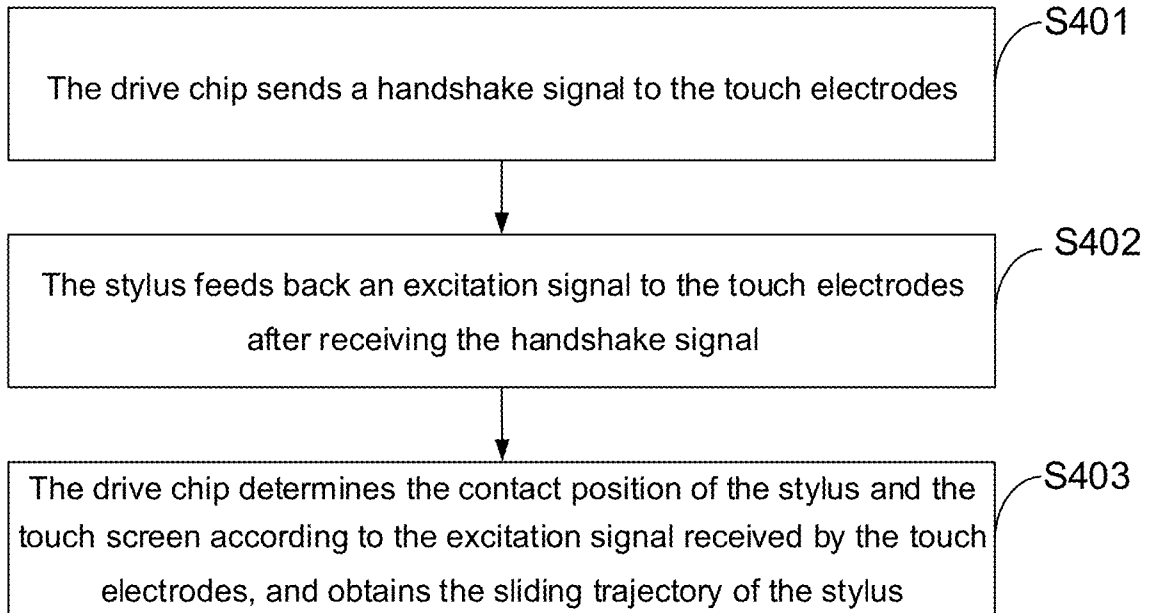 S401
The drive chip sends a handshake signal to the touch electrodes
S402
The stylus feeds back an excitation signal to the touch electrodes
after receiving the handshake signal
S403
The drive chip determines the contact position of the stylus and the
touch screen according to the excitation signal received by the touch
electrodes, and obtains the sliding trajectory of the stylus